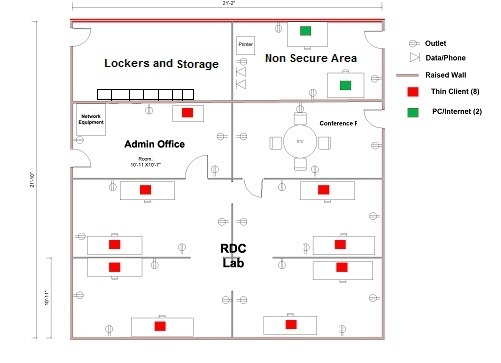 21'-2"
Lockers and Storage
Printer
Non Secure Area
Outlet
Data/Phone
Raised Wall
Thin Client (8)
PC/Internet (2)
Network
Equipment
Admin Office
Room:
10'-11 X10'-7"
Conference F
21'-10"
RDC
Lab
10'-11"